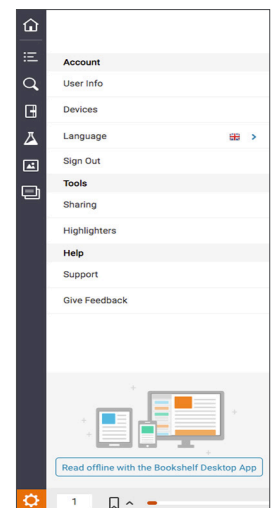 Account
User Info
Devices
Language
Sign Out
Tools
Sharing
Highlighters
Help
Support
Give Feedback
Read offline with the Bookshelf Desktop App
1